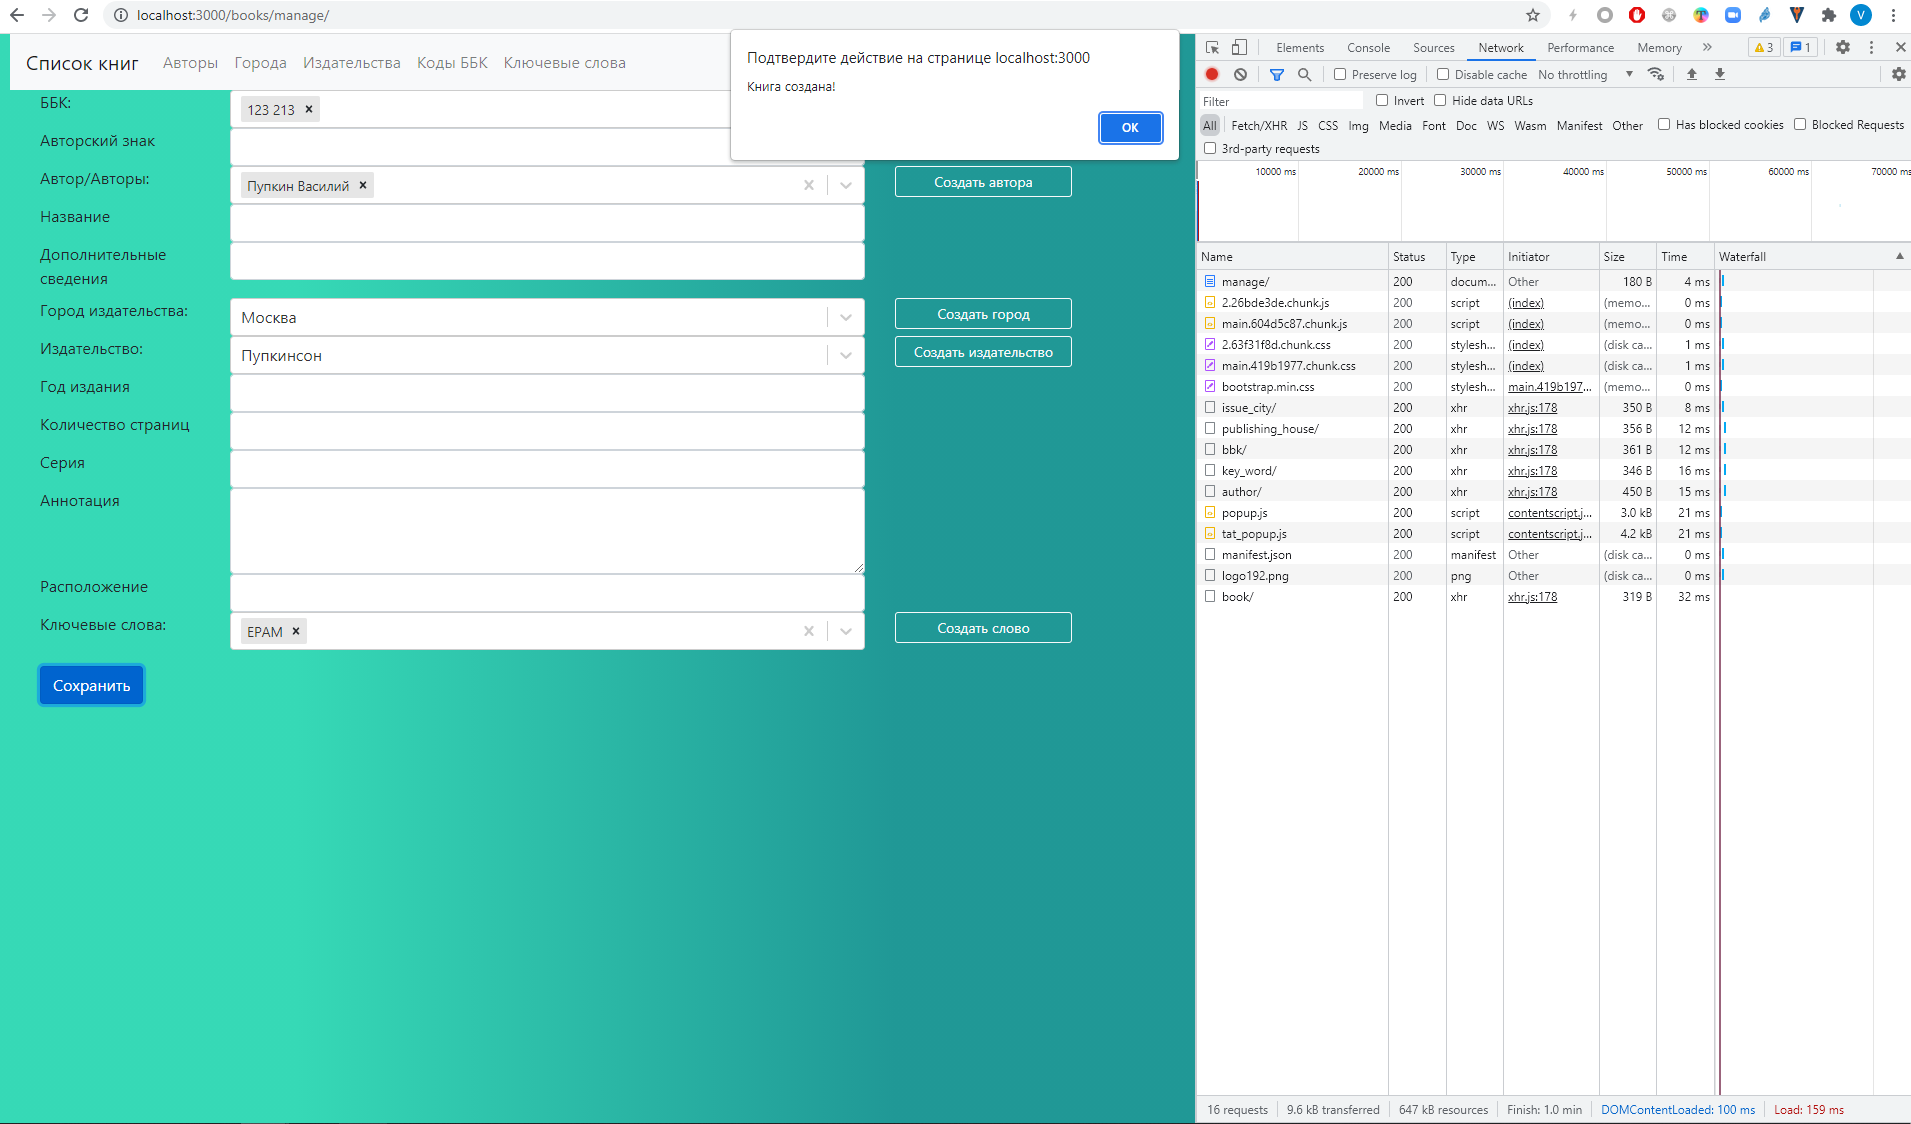 localhost:3000/books/manage/
V
Список книг Авторы Города Издательства Коды ББК Ключевые слова
Подтвердите действие на странице localhost:3000
Книга создана!
OK
ББК:
123 213 ×
Авторский знак
Автор/Авторы:
Пупкин Василий ×
Создать автора
Название
Дополнительные
сведения
Город издательства:
Москва
Создать город
Издательство:
Пупкинсон
Создать издательство
Год издания
Количество страниц
Серия
Аннотация
Расположение
Ключевые слова:
EPAM ×
Создать слово
Сохранить
Elements Console Sources Network Performance Memory » 3 1
Preserve log Disable cache No throttling
Filter Invert Hide data URLs
All Fetch/XHR JS CSS Img Media Font Doc WS Wasm Manifest Other Has blocked cookies Blocked Requests
3rd-party requests
10000 ms 20000 ms 30000 ms 40000 ms 50000 ms 60000 ms 70000 ms
Name Status Type Initiator Size Time Waterfall
manage/ 200 docum... Other 180 B 4 ms
2.26bde3de.chunk.js 200 script (index) (memo... 0 ms
main.604d5c87.chunk.js 200 script (index) (memo... 0 ms
2.63f31f8d.chunk.css 200 stylesh... (index) (disk ca... 1 ms
main.419b1977.chunk.css 200 stylesh... (index) (disk ca... 1 ms
bootstrap.min.css 200 stylesh... main.419b197... (memo... 0 ms
issue_city/ 200 xhr xhr.js:178 350 B 8 ms
publishing_house/ 200 xhr xhr.js:178 356 B 12 ms
bbk/ 200 xhr xhr.js:178 361 B 12 ms
key_word/ 200 xhr xhr.js:178 346 B 16 ms
author/ 200 xhr xhr.js:178 450 B 15 ms
popup.js 200 script contentscript.j... 3.0 kB 21 ms
tat_popup.js 200 script contentscript.j... 4.2 kB 21 ms
manifest.json 200 manifest Other (disk ca... 0 ms
logo192.png 200 png Other (disk ca... 0 ms
book/ 200 xhr xhr.js:178 319 B 32 ms
16 requests 9.6 kB transferred 647 kB resources Finish: 1.0 min DOMContentLoaded: 100 ms Load: 159 ms